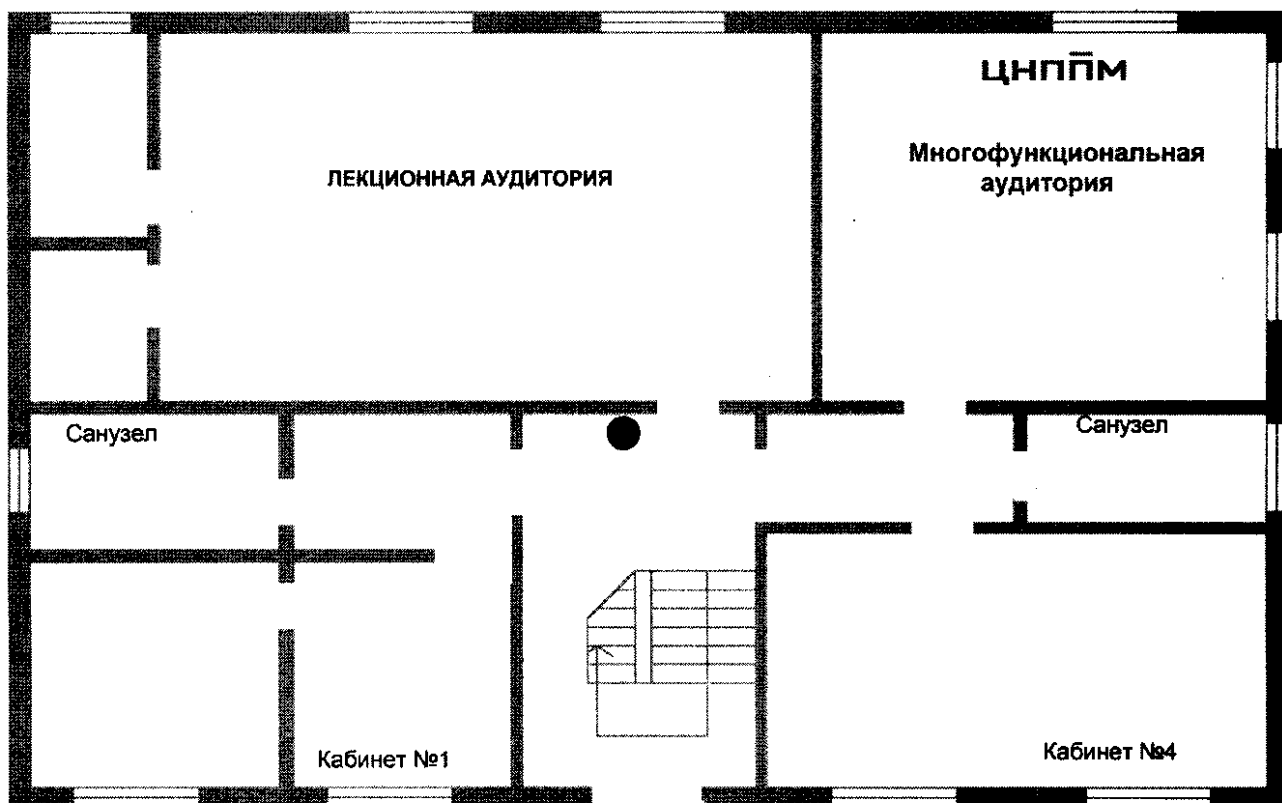 ЦНППМ
Многофункциональная
аудитория
ЛЕКЦИОННАЯ АУДИТОРИЯ
Санузел
Санузел
Кабинет №1
Кабинет №4